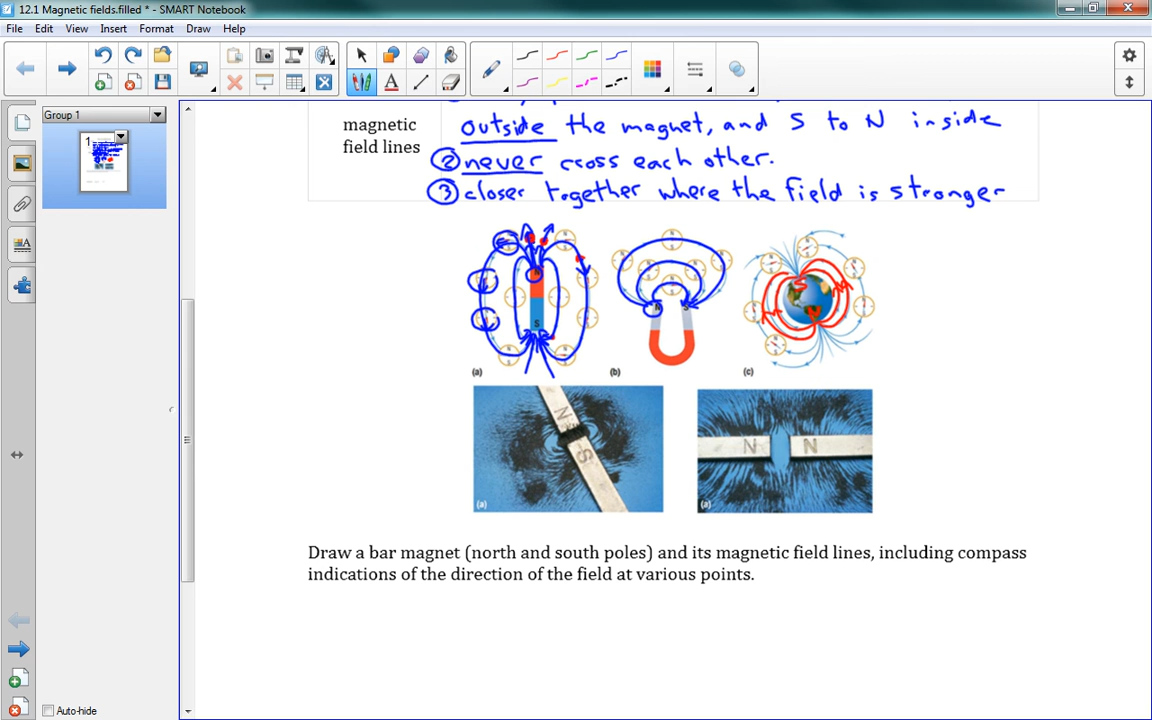 12.1 Magnetic fields.filled * - SMART Notebook
File Edit View Insert Format Draw Help
Group 1
1
magnetic
field lines
outside the magnet, and S to N inside
② never cross each other.
③ closer together where the field is stronger
N
S
N
S
S
N
(a)
(b)
(c)
N
S
(a)
N
N
(a)
Draw a bar magnet (north and south poles) and its magnetic field lines, including compass
indications of the direction of the field at various points.
Auto-hide